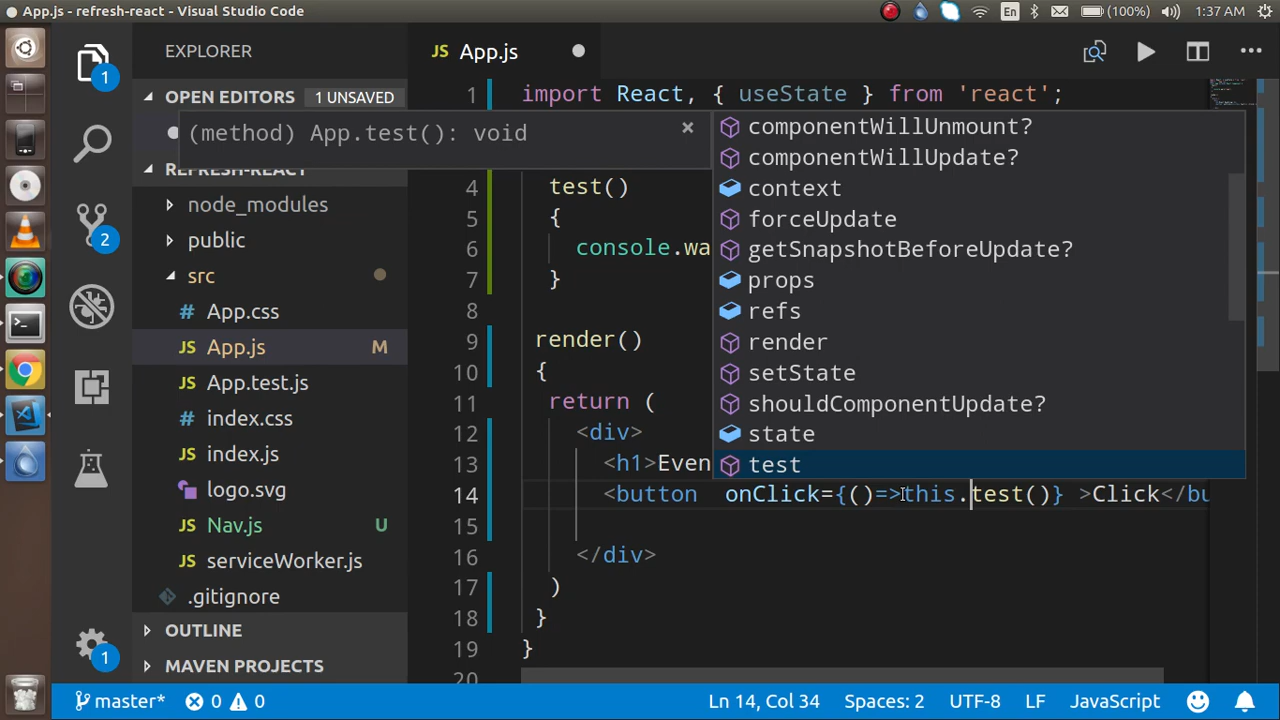 App.js - refresh-react - Visual Studio Code
En
(100%)
1:37 AM
EXPLORER
1
OPEN EDITORS
1 UNSAVED
REFRESH-REACT
node_modules
public
src
# App.css
JS App.js M
JS App.test.js
# index.css
JS index.js
logo.svg
JS Nav.js U
JS serviceWorker.js
.gitignore
OUTLINE
MAVEN PROJECTS
2
1
JS App.js
1 import React, { useState } from 'react';
(method) App.test(): void
×
4 test()
5 {
6 console.wa
7 }
8
9 render()
10 {
11 return (
12 <div>
13 <h1>Even
14 <button onClick={()=>this.test()} >Click</bu
15
16 </div>
17 )
18 }
19 }
20
componentWillUnmount?
componentWillUpdate?
context
forceUpdate
getSnapshotBeforeUpdate?
props
refs
render
setState
shouldComponentUpdate?
state
test
master*
0
0
Ln 14, Col 34
Spaces: 2
UTF-8
LF
JavaScript